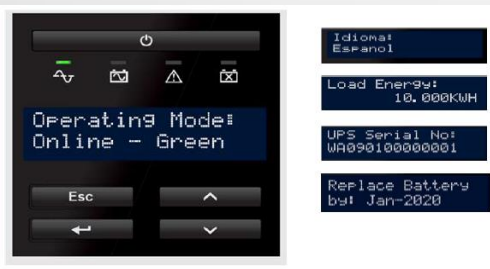 Operating Mode:
Online - Green
Esc
Idioma:
Espanol
Load Energy:
10.000KWH
UPS Serial No:
WA090100000001
Replace Battery
by: Jan-2020